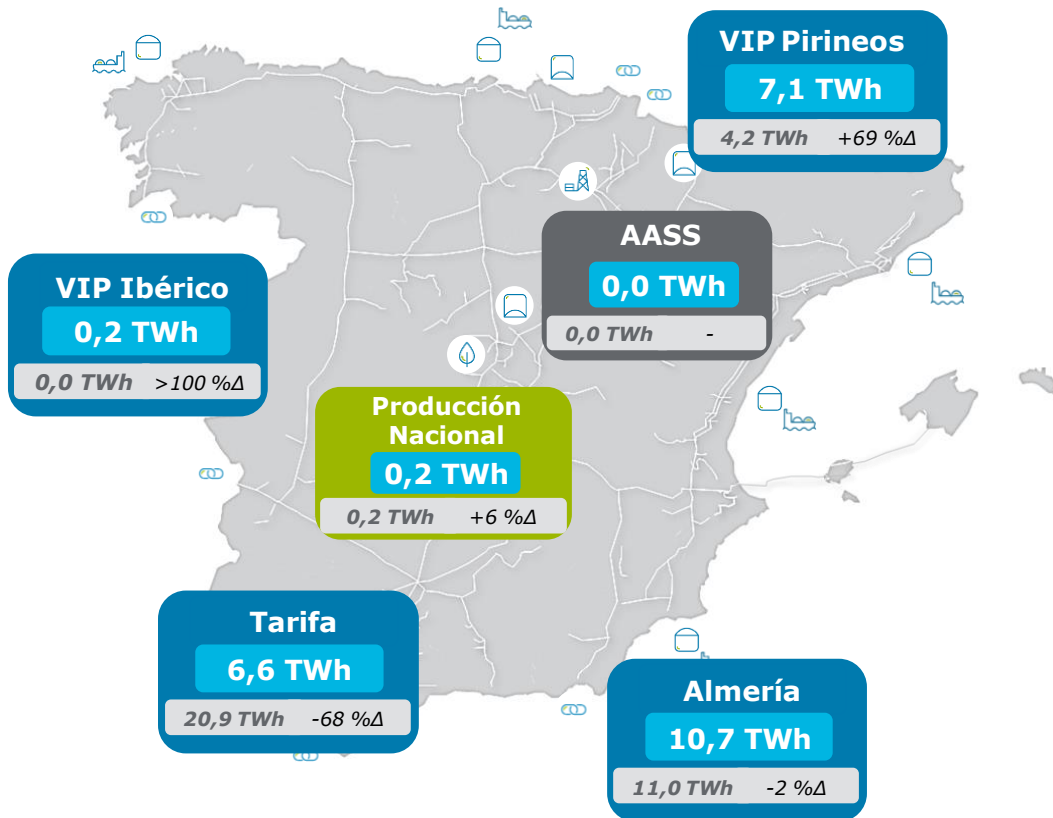 VIP Pirineos
7,1 TWh
4,2 TWh +69 %Δ
AASS
0,0 TWh
0,0 TWh -
VIP Ibérico
0,2 TWh
0,0 TWh >100 %Δ
Producción
Nacional
0,2 TWh
0,2 TWh +6 %Δ
Tarifa
6,6 TWh
20,9 TWh -68 %Δ
Almería
10,7 TWh
11,0 TWh -2 %Δ